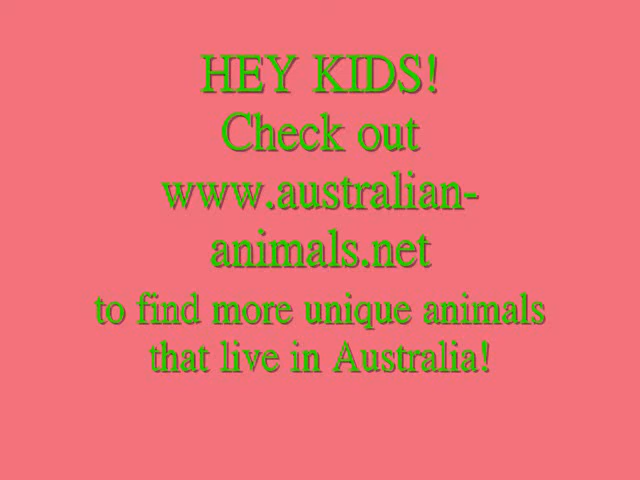 HEY KIDS!
Check out
www.australian-
animals.net
to find more unique animals
that live in Australia!